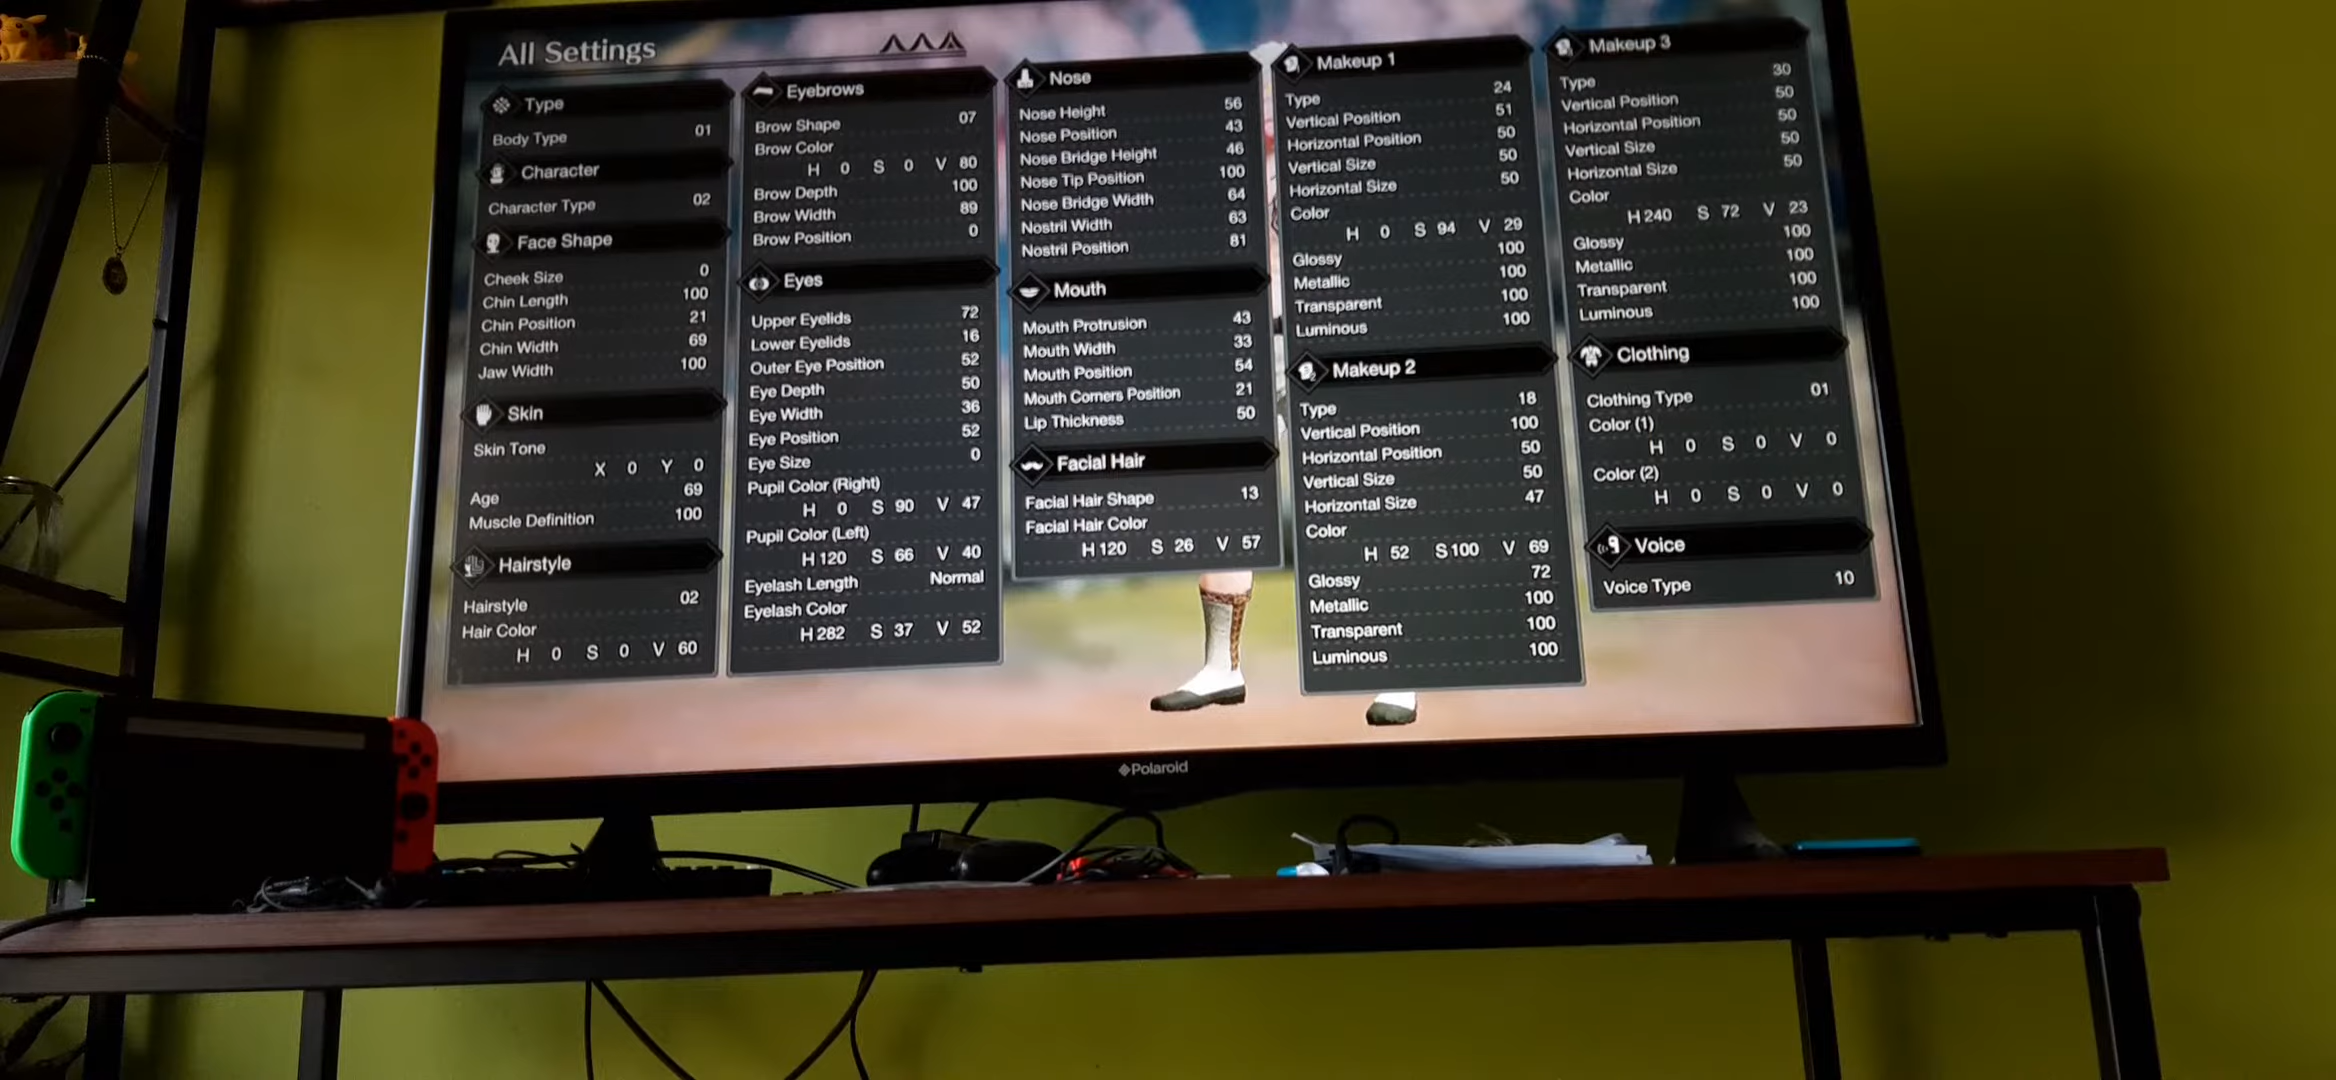 All Settings
Type
Body Type 01
Character
Character Type 02
Face Shape
Cheek Size 0
Chin Length 100
Chin Position 21
Chin Width 69
Jaw Width 100
Skin
Skin Tone
X 0 Y 0
Age 69
Muscle Definition 100
Hairstyle
Hairstyle 02
Hair Color
H 0 S 0 V 60
Eyebrows
Brow Shape 07
Brow Color
H 0 S 0 V 80
Brow Depth 100
Brow Width 89
Brow Position 0
Eyes
Upper Eyelids 72
Lower Eyelids 16
Outer Eye Position 52
Eye Depth 50
Eye Width 36
Eye Position 52
Eye Size 0
Pupil Color (Right)
H 0 S 90 V 47
Pupil Color (Left)
H 120 S 66 V 40
Eyelash Length Normal
Eyelash Color
H 282 S 37 V 52
Nose
Nose Height 56
Nose Position 43
Nose Bridge Height 46
Nose Tip Position 100
Nose Bridge Width 64
Nostril Width 63
Nostril Position 81
Mouth
Mouth Protrusion 43
Mouth Width 33
Mouth Position 54
Mouth Corners Position 21
Lip Thickness 50
Facial Hair
Facial Hair Shape 13
Facial Hair Color
H 120 S 26 V 57
Makeup 1
Type 24
Vertical Position 51
Horizontal Position 50
Vertical Size 50
Horizontal Size 50
Color
H 0 S 94 V 29
Glossy 100
Metallic 100
Transparent 100
Luminous 100
Makeup 2
Type 18
Vertical Position 100
Horizontal Position 50
Vertical Size 50
Horizontal Size 47
Color
H 52 S 100 V 69
Glossy 72
Metallic 100
Transparent 100
Luminous 100
Makeup 3
Type 30
Vertical Position 50
Horizontal Position 50
Vertical Size 50
Horizontal Size 50
Color
H 240 S 72 V 23
Glossy 100
Metallic 100
Transparent 100
Luminous 100
Clothing
Clothing Type 01
Color (1)
H 0 S 0 V 0
Color (2)
H 0 S 0 V 0
Voice
Voice Type 10
Polaroid